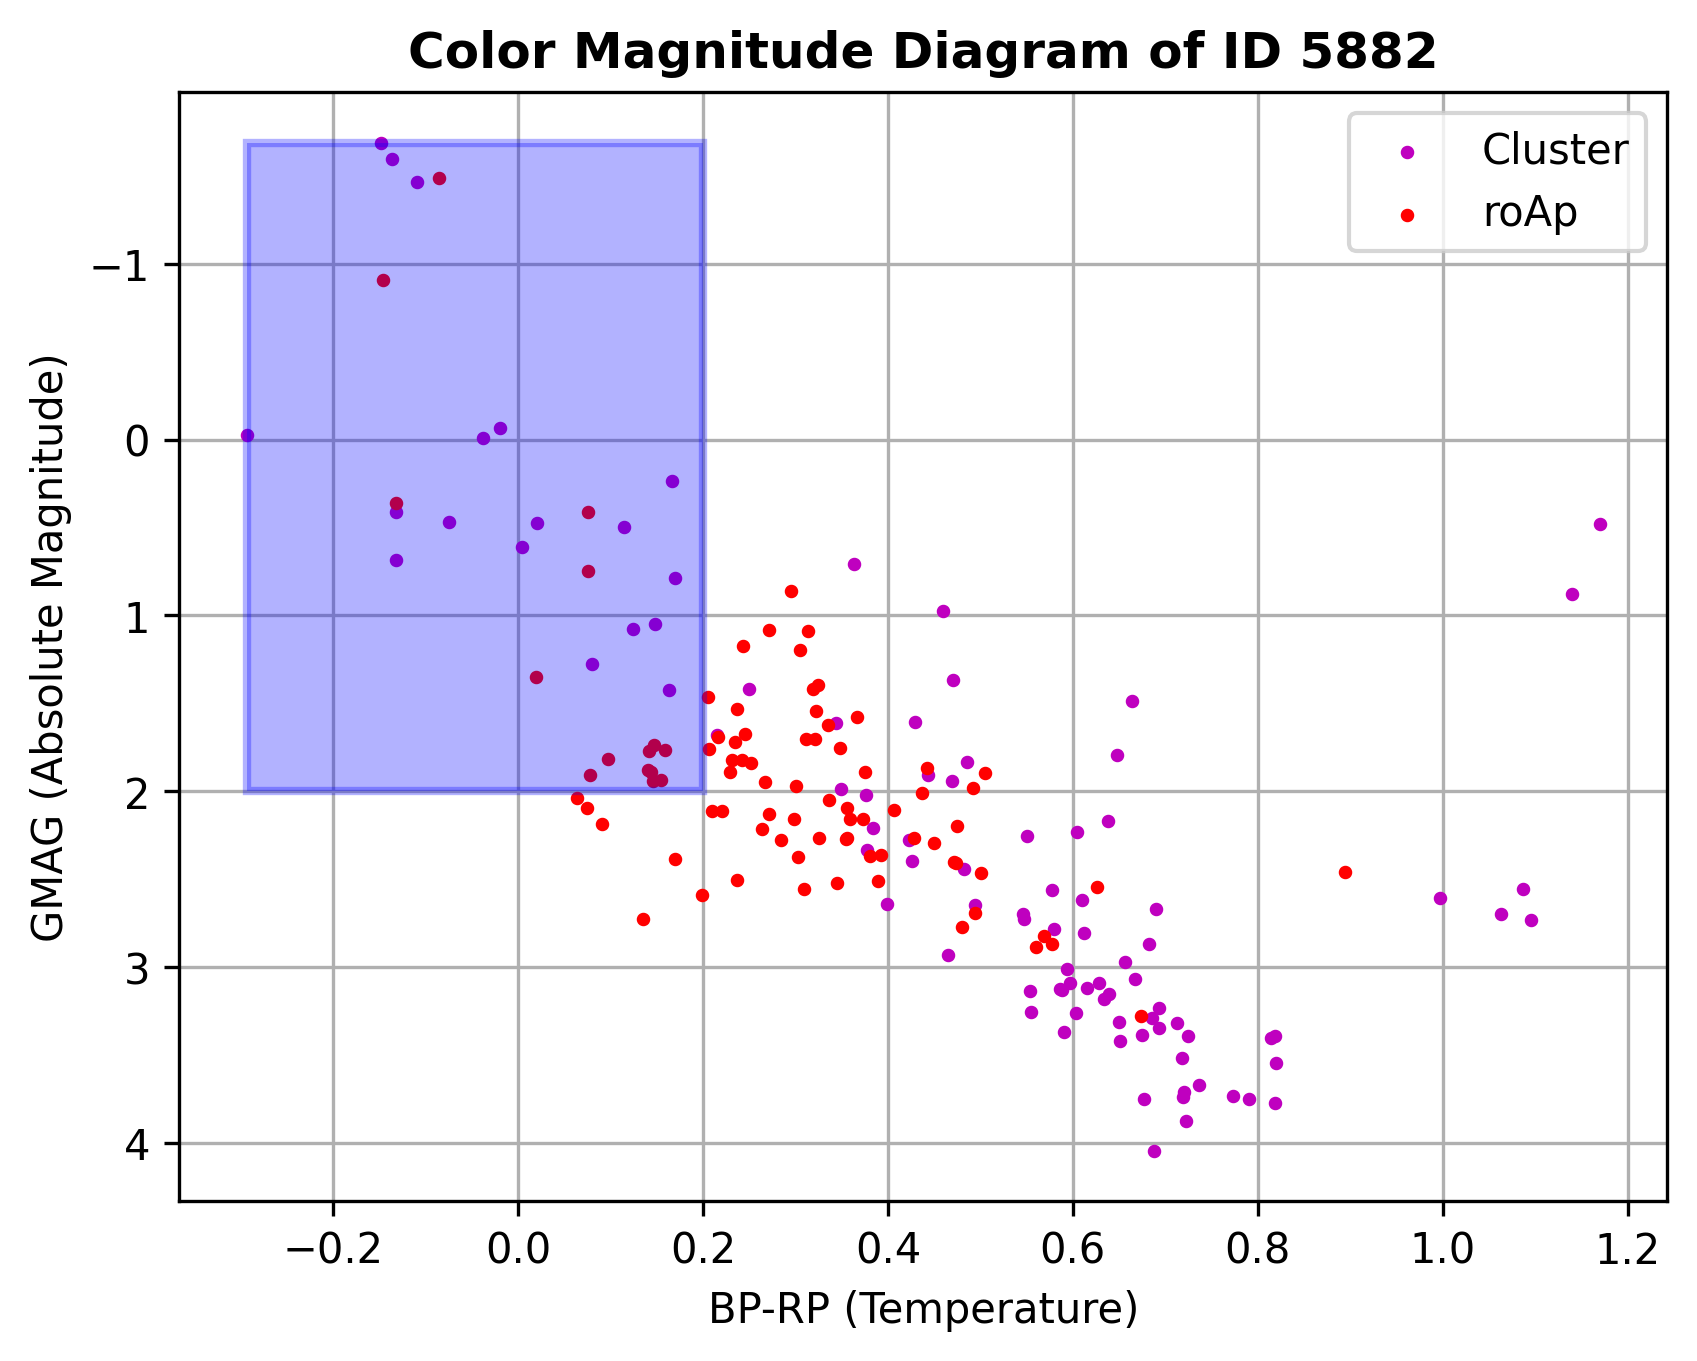 Color Magnitude Diagram of ID 5882
Cluster
roAp
GMAG (Absolute Magnitude)
−1
0
1
2
3
4
−0.2 0.0 0.2 0.4 0.6 0.8 1.0 1.2
BP-RP (Temperature)